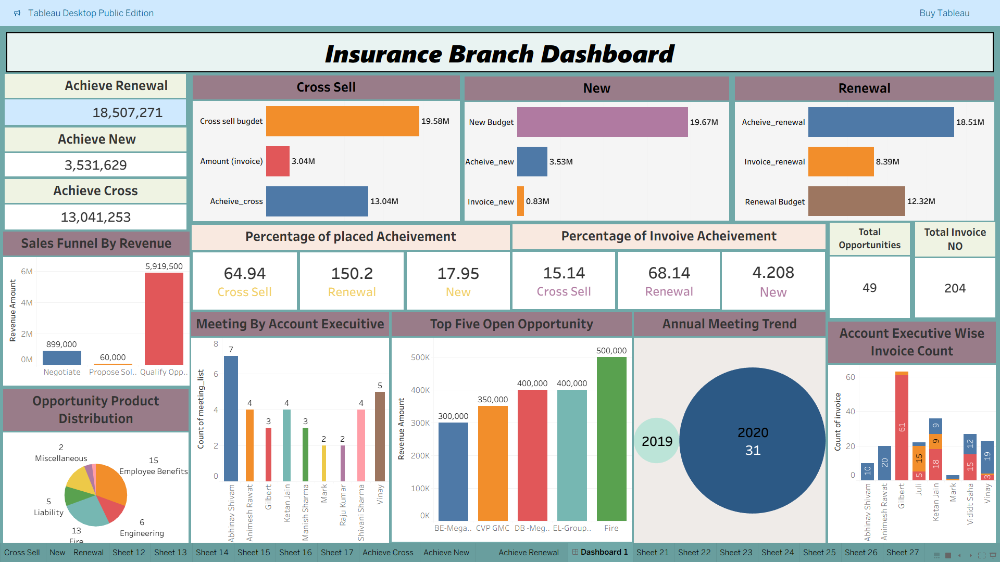 Tableau Desktop Public Edition
Buy Tableau
Insurance Branch Dashboard
Achieve Renewal
18,507,271
Achieve New
3,531,629
Achieve Cross
13,041,253
Cross Sell
Cross sell bugdet
19.58M
Amount (invoice)
3.04M
Acheive_cross
13.04M
New
New Budget
19.67M
Acheive_new
3.53M
Invoice_new
0.83M
Renewal
Acheive_renewal
18.51M
Invoice_renewal
8.39M
Renewal Budget
12.32M
Sales Funnel By Revenue
Revenue Amount
6M
4M
2M
0M
899,000
60,000
5,919,500
Negotiate
Propose Sol..
Qualify Opp..
Percentage of placed Acheivement
64.94
Cross Sell
150.2
Renewal
17.95
New
Percentage of Invoive Acheivement
15.14
Cross Sell
68.14
Renewal
4.208
New
Total
Opportunities
49
Total Invoice
NO
204
Opportunity Product
Distribution
2
Miscellaneous
15
Employee Benefits
5
Liability
6
Engineering
13
Fire
Meeting By Account Execuitive
Count of meeting_list
8
6
4
2
0
7
4
3
4
3
2
2
4
5
Abhinav Shivam
Animesh Rawat
Gilbert
Ketan Jain
Manish Sharma
Mark
Raju Kumar
Shivani Sharma
Vinay
Top Five Open Opportunity
Revenue Amount
500K
400K
300K
200K
100K
0K
300,000
350,000
400,000
400,000
500,000
BE-Mega..
CVP GMC
DB -Meg..
EL-Group..
Fire
Annual Meeting Trend
2019
2020
31
Account Executive Wise
Invoice Count
Count of invoice
60
40
20
0
10
20
61
15
5
9
9
18
12
15
19
3
Abhinav Shivam
Animesh Rawat
Gilbert
Juli
Ketan Jain
Mark
Vididt Saha
Vinay
Cross Sell
New
Renewal
Sheet 12
Sheet 13
Sheet 14
Sheet 15
Sheet 16
Sheet 17
Achieve Cross
Achieve New
Achieve Renewal
Dashboard 1
Sheet 21
Sheet 22
Sheet 23
Sheet 24
Sheet 25
Sheet 26
Sheet 27